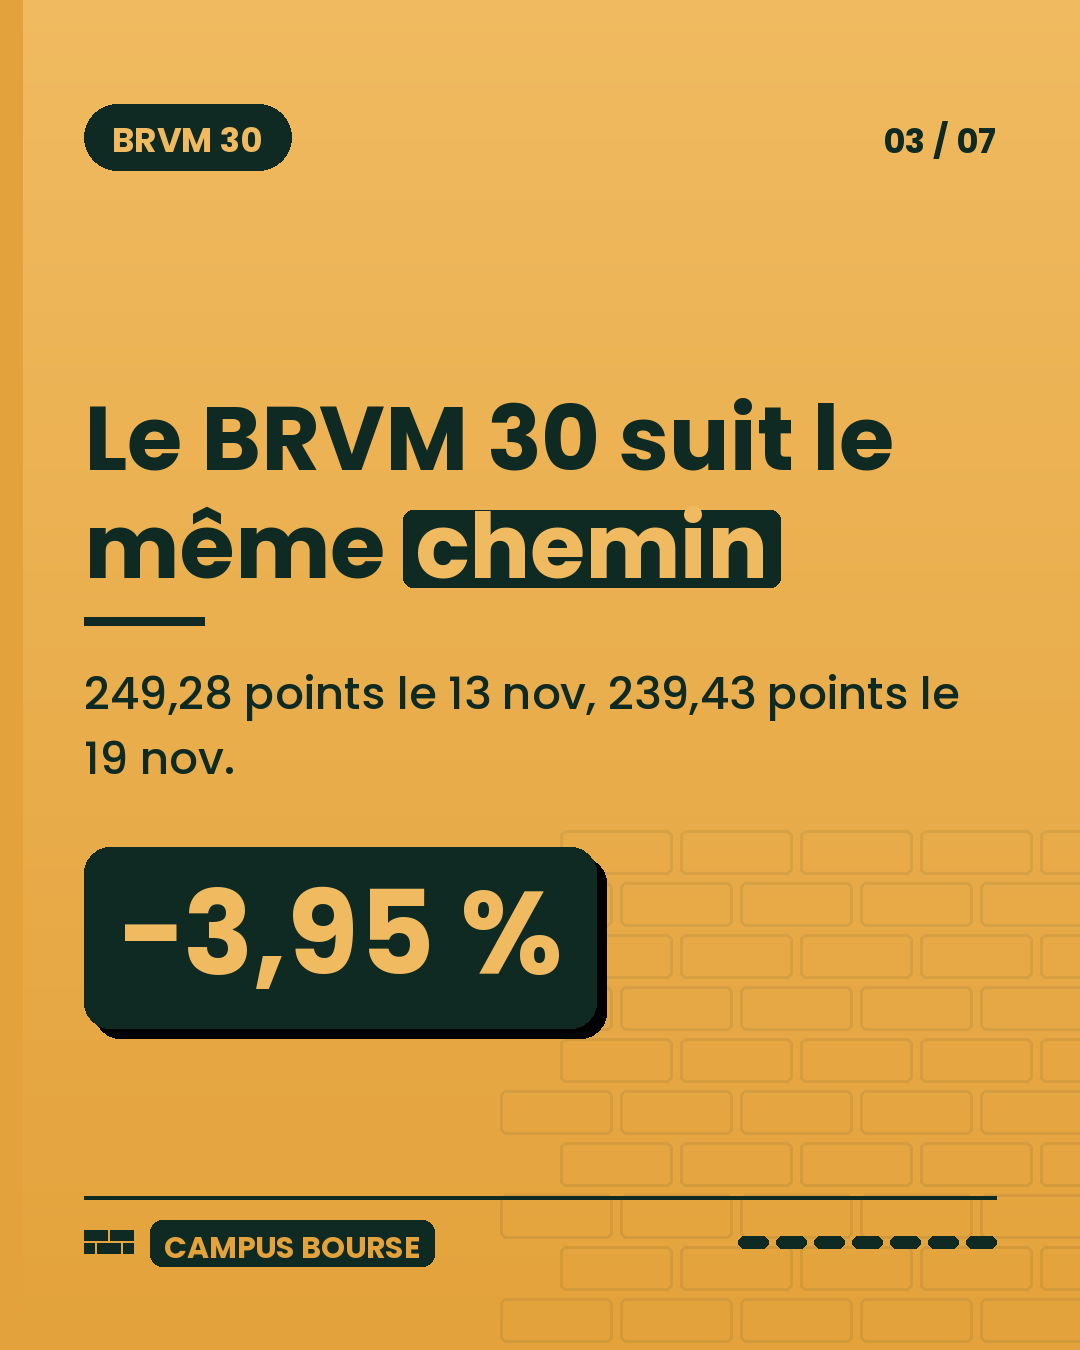 BRVM 30
03 / 07
Le BRVM 30 suit le
même chemin
249,28 points le 13 nov, 239,43 points le
19 nov.
-3,95 %
CAMPUS BOURSE